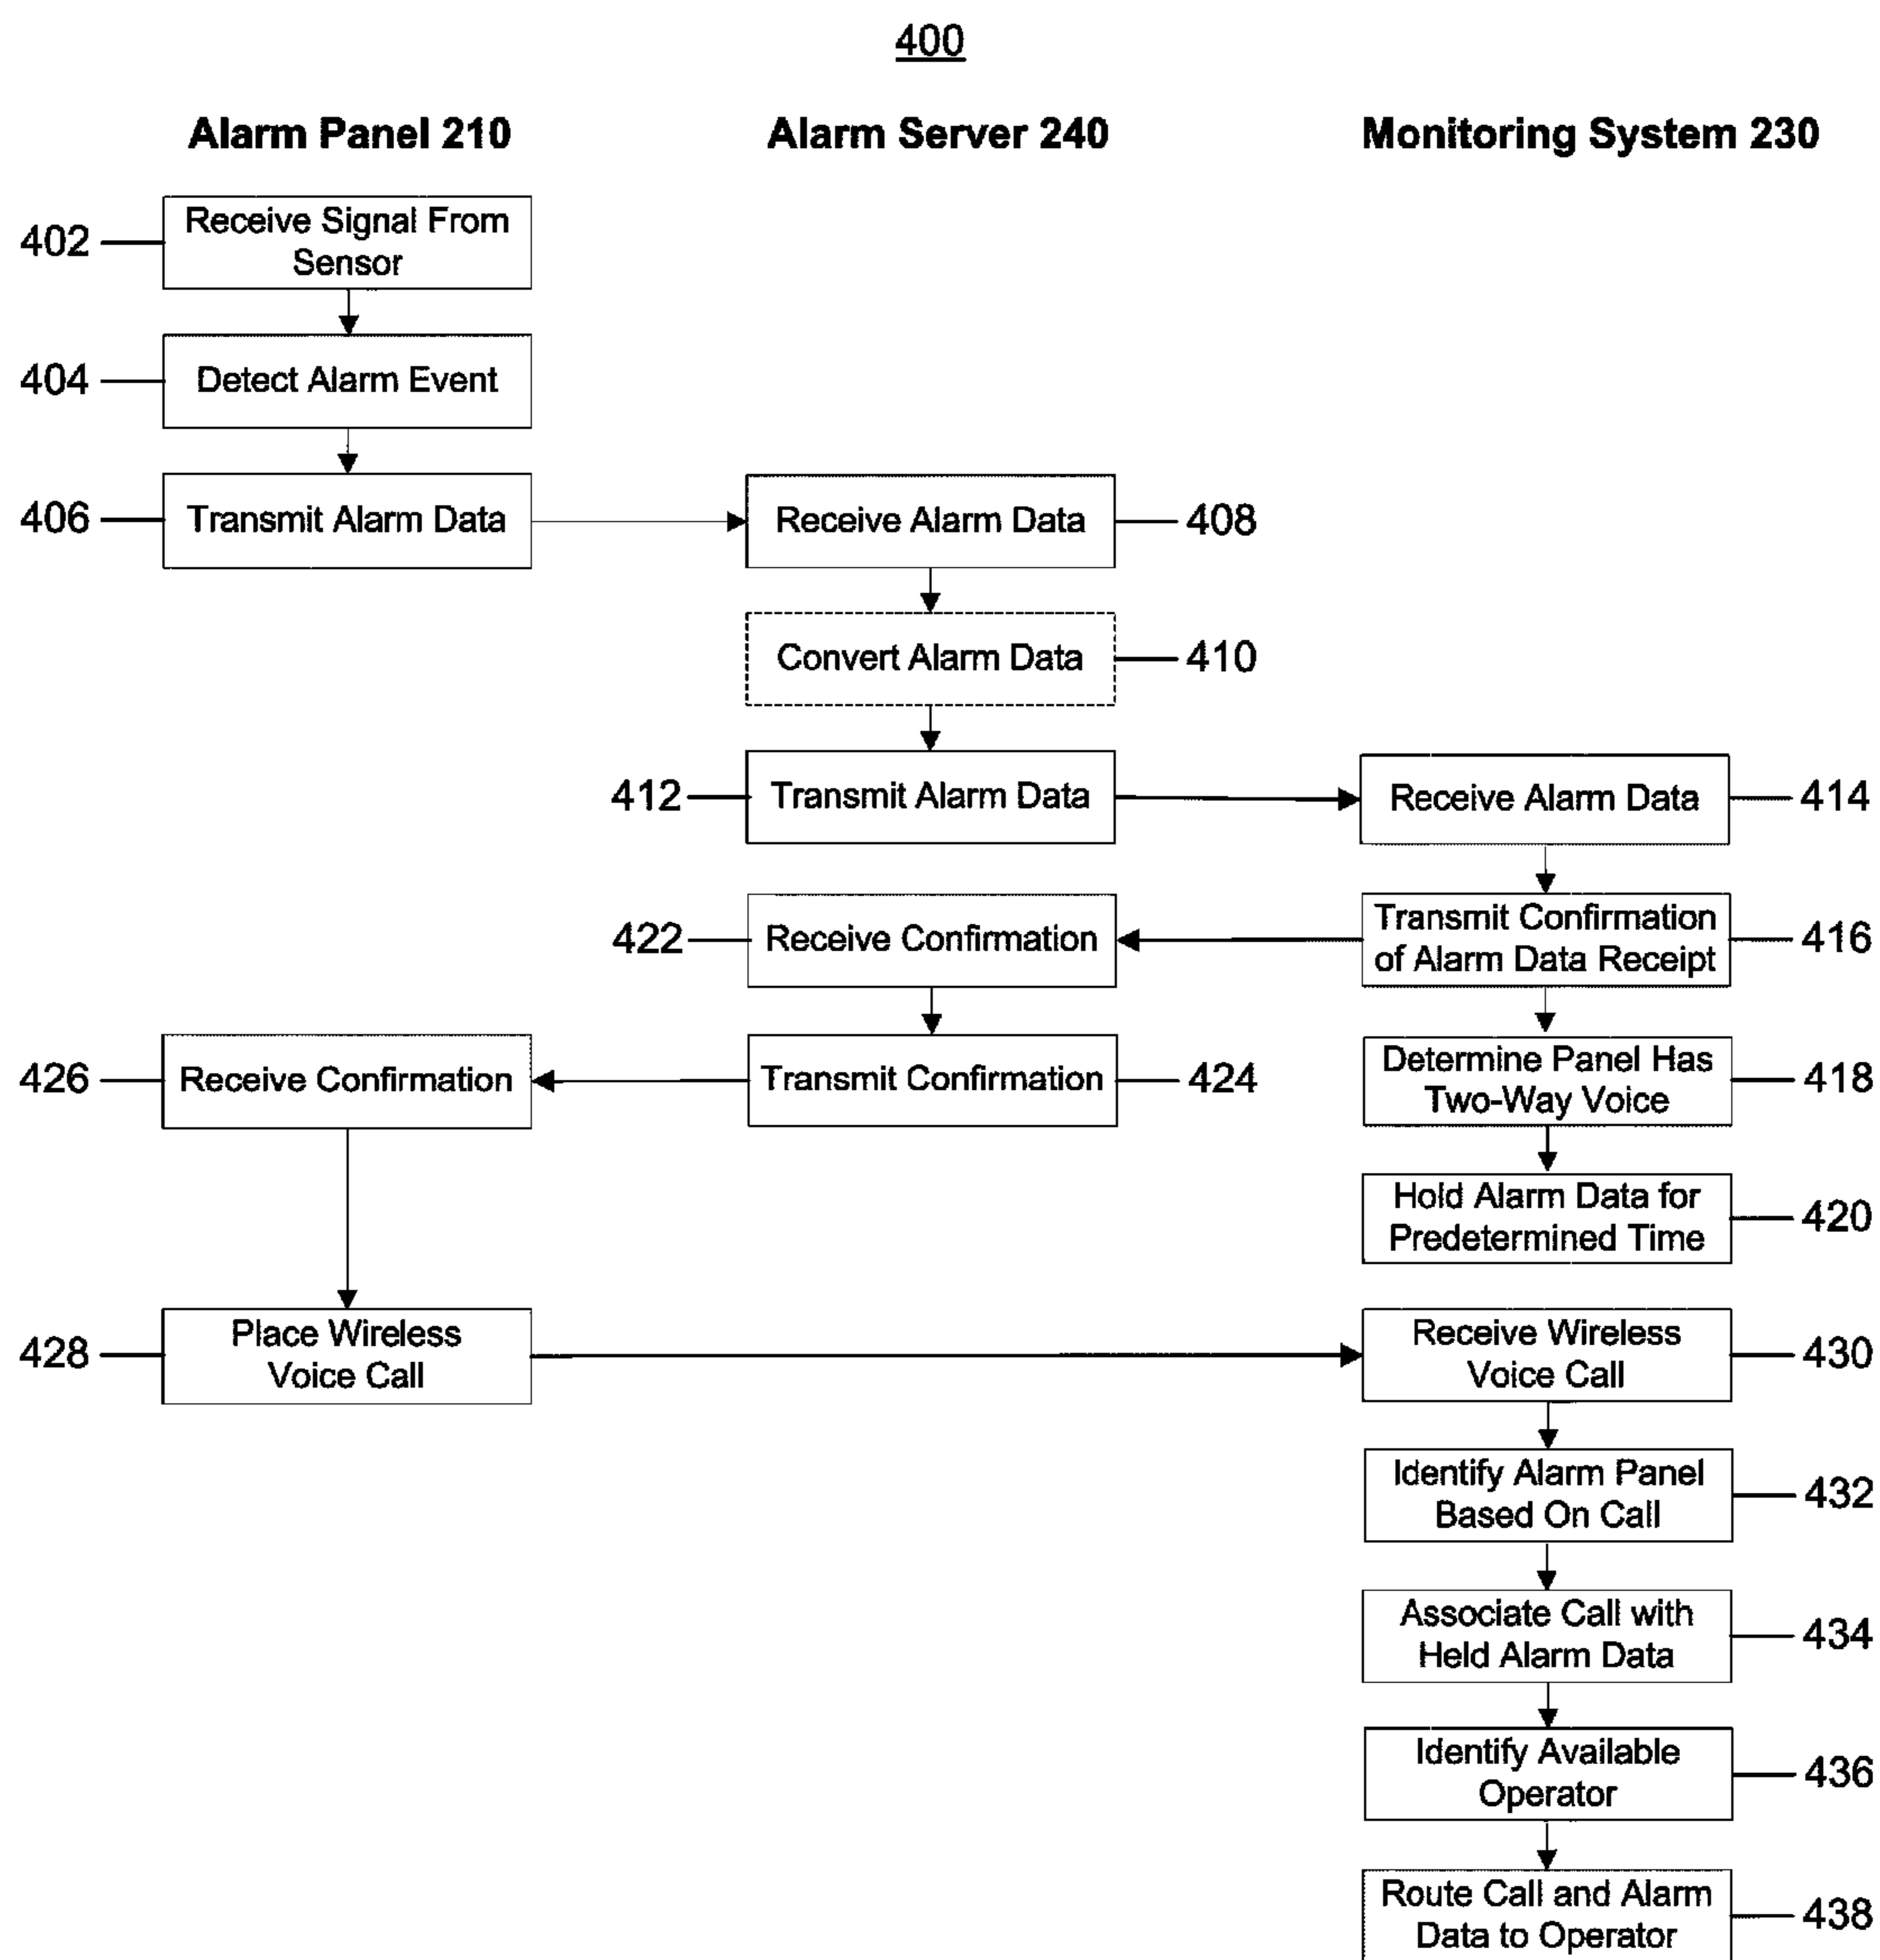 400
Alarm Panel 210
Alarm Server 240
Monitoring System 230
402
Receive Signal From
Sensor
404
Detect Alarm Event
406
Transmit Alarm Data
Receive Alarm Data
408
Convert Alarm Data
410
412
Transmit Alarm Data
Receive Alarm Data
414
422
Receive Confirmation
Transmit Confirmation
of Alarm Data Receipt
416
426
Receive Confirmation
Transmit Confirmation
424
Determine Panel Has
Two-Way Voice
418
Hold Alarm Data for
Predetermined Time
420
428
Place Wireless
Voice Call
Receive Wireless
Voice Call
430
Identify Alarm Panel
Based On Call
432
Associate Call with
Held Alarm Data
434
Identify Available
Operator
436
Route Call and Alarm
Data to Operator
438